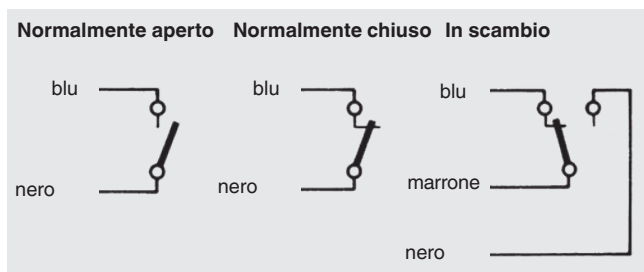 Normalmente aperto Normalmente chiuso In scambio
blu blu blu
nero nero marrone
nero